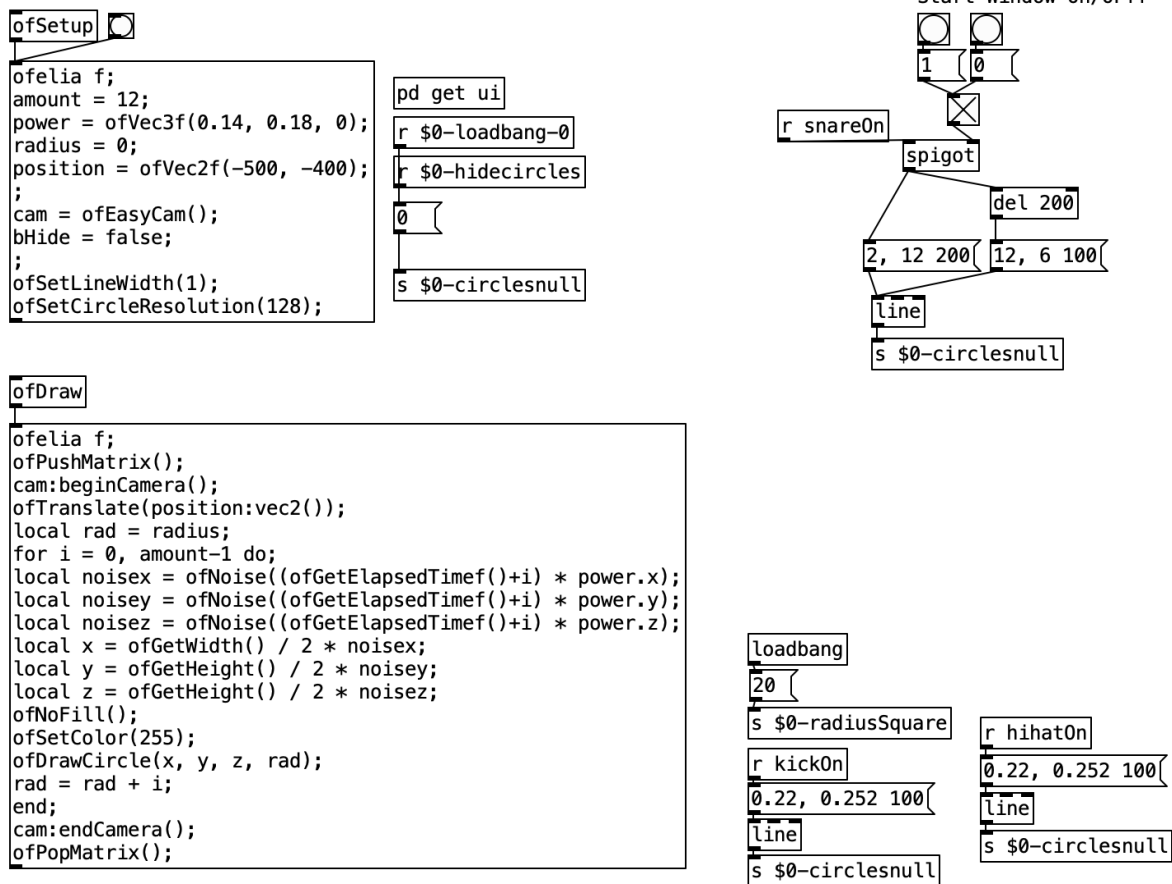 Start window on/off!
ofSetup
ofelia f;
amount = 12;
power = ofVec3f(0.14, 0.18, 0);
radius = 0;
position = ofVec2f(-500, -400);
;
cam = ofEasyCam();
bHide = false;
;
ofSetLineWidth(1);
ofSetCircleResolution(128);
pd get ui
r $0-loadbang-0
r $0-hidecircles
0
s $0-circlesnull
1
0
r snareOn
spigot
del 200
2, 12 200
12, 6 100
line
s $0-circlesnull
ofDraw
ofelia f;
ofPushMatrix();
cam:beginCamera();
ofTranslate(position:vec2());
local rad = radius;
for i = 0, amount-1 do;
local noisex = ofNoise((ofGetElapsedTimef()+i) * power.x);
local noisey = ofNoise((ofGetElapsedTimef()+i) * power.y);
local noisez = ofNoise((ofGetElapsedTimef()+i) * power.z);
local x = ofGetWidth() / 2 * noisex;
local y = ofGetHeight() / 2 * noisey;
local z = ofGetHeight() / 2 * noisez;
ofNoFill();
ofSetColor(255);
ofDrawCircle(x, y, z, rad);
rad = rad + i;
end;
cam:endCamera();
ofPopMatrix();
loadbang
20
s $0-radiusSquare
r kickOn
0.22, 0.252 100
line
s $0-circlesnull
r hihatOn
0.22, 0.252 100
line
s $0-circlesnull